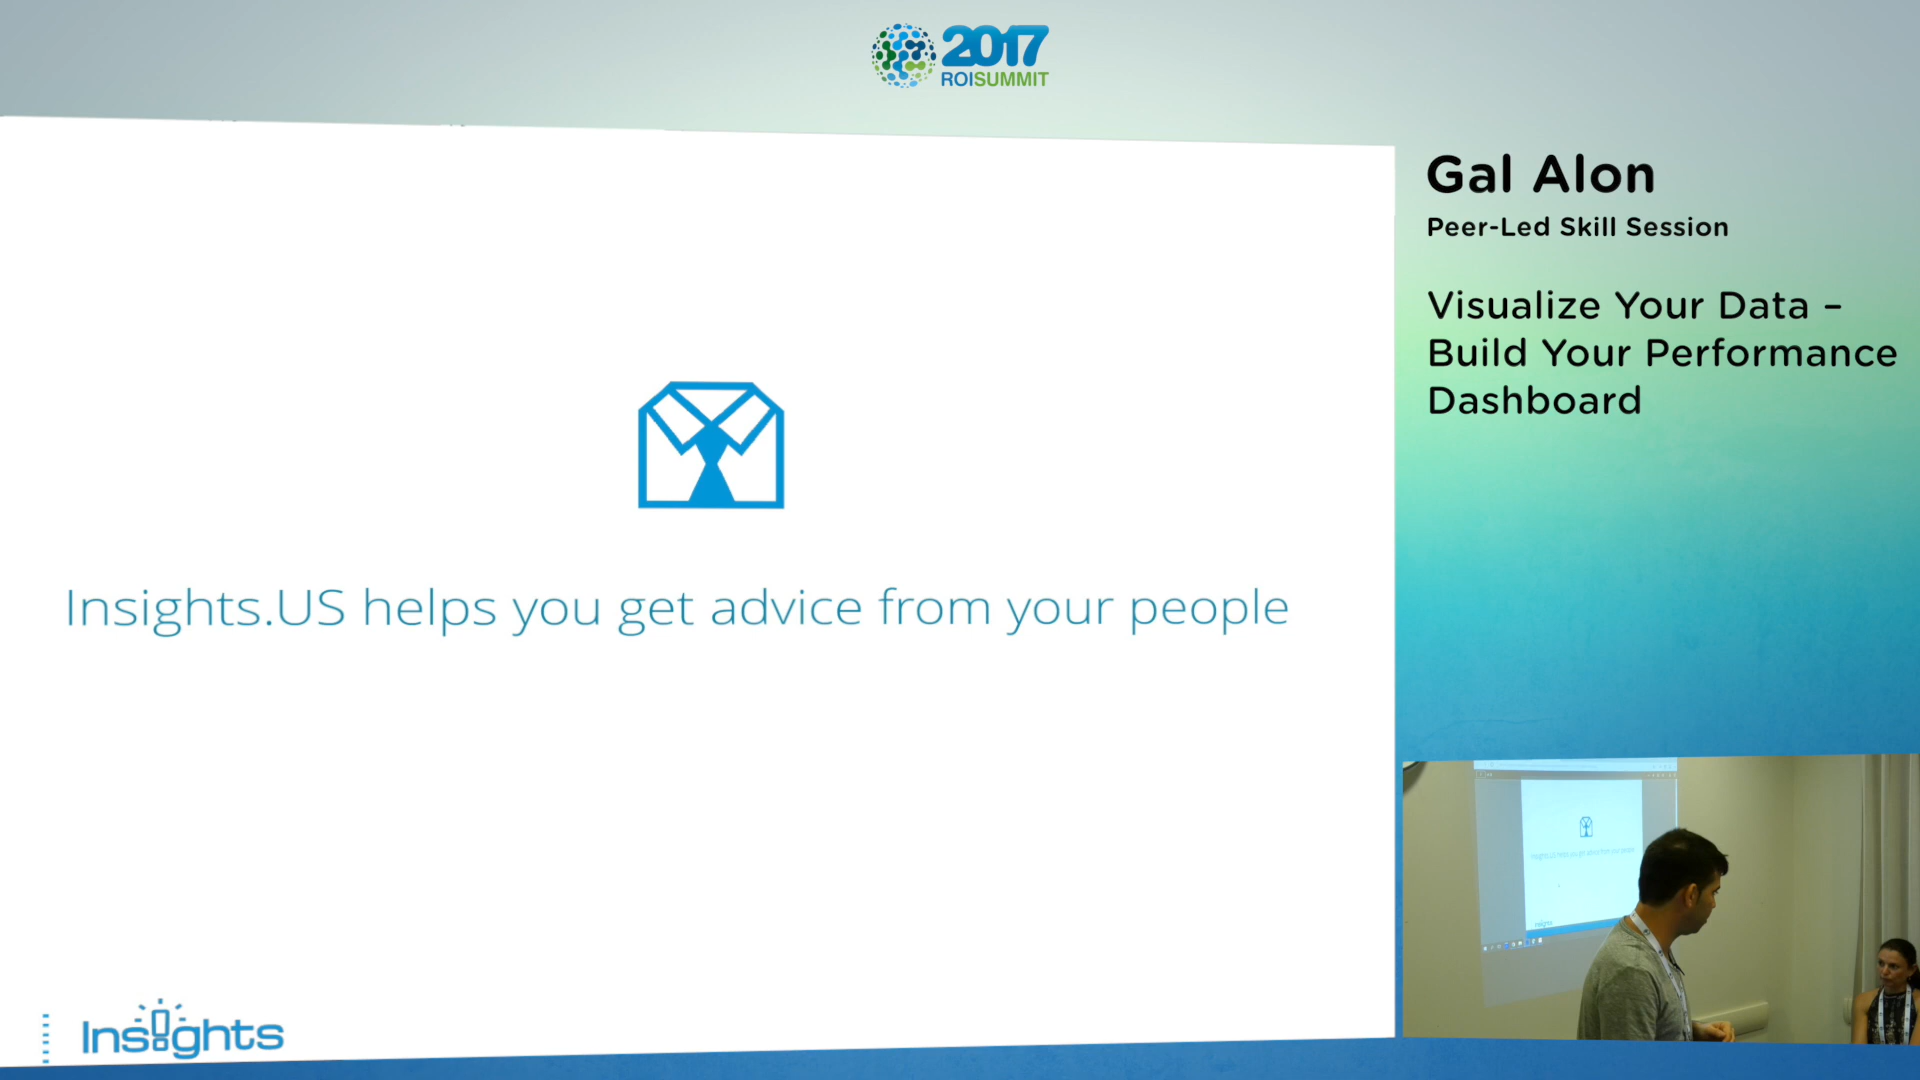 2017
ROISUMMIT
Gal Alon
Peer-Led Skill Session
Visualize Your Data –
Build Your Performance
Dashboard
Insights.US helps you get advice from your people
Insights